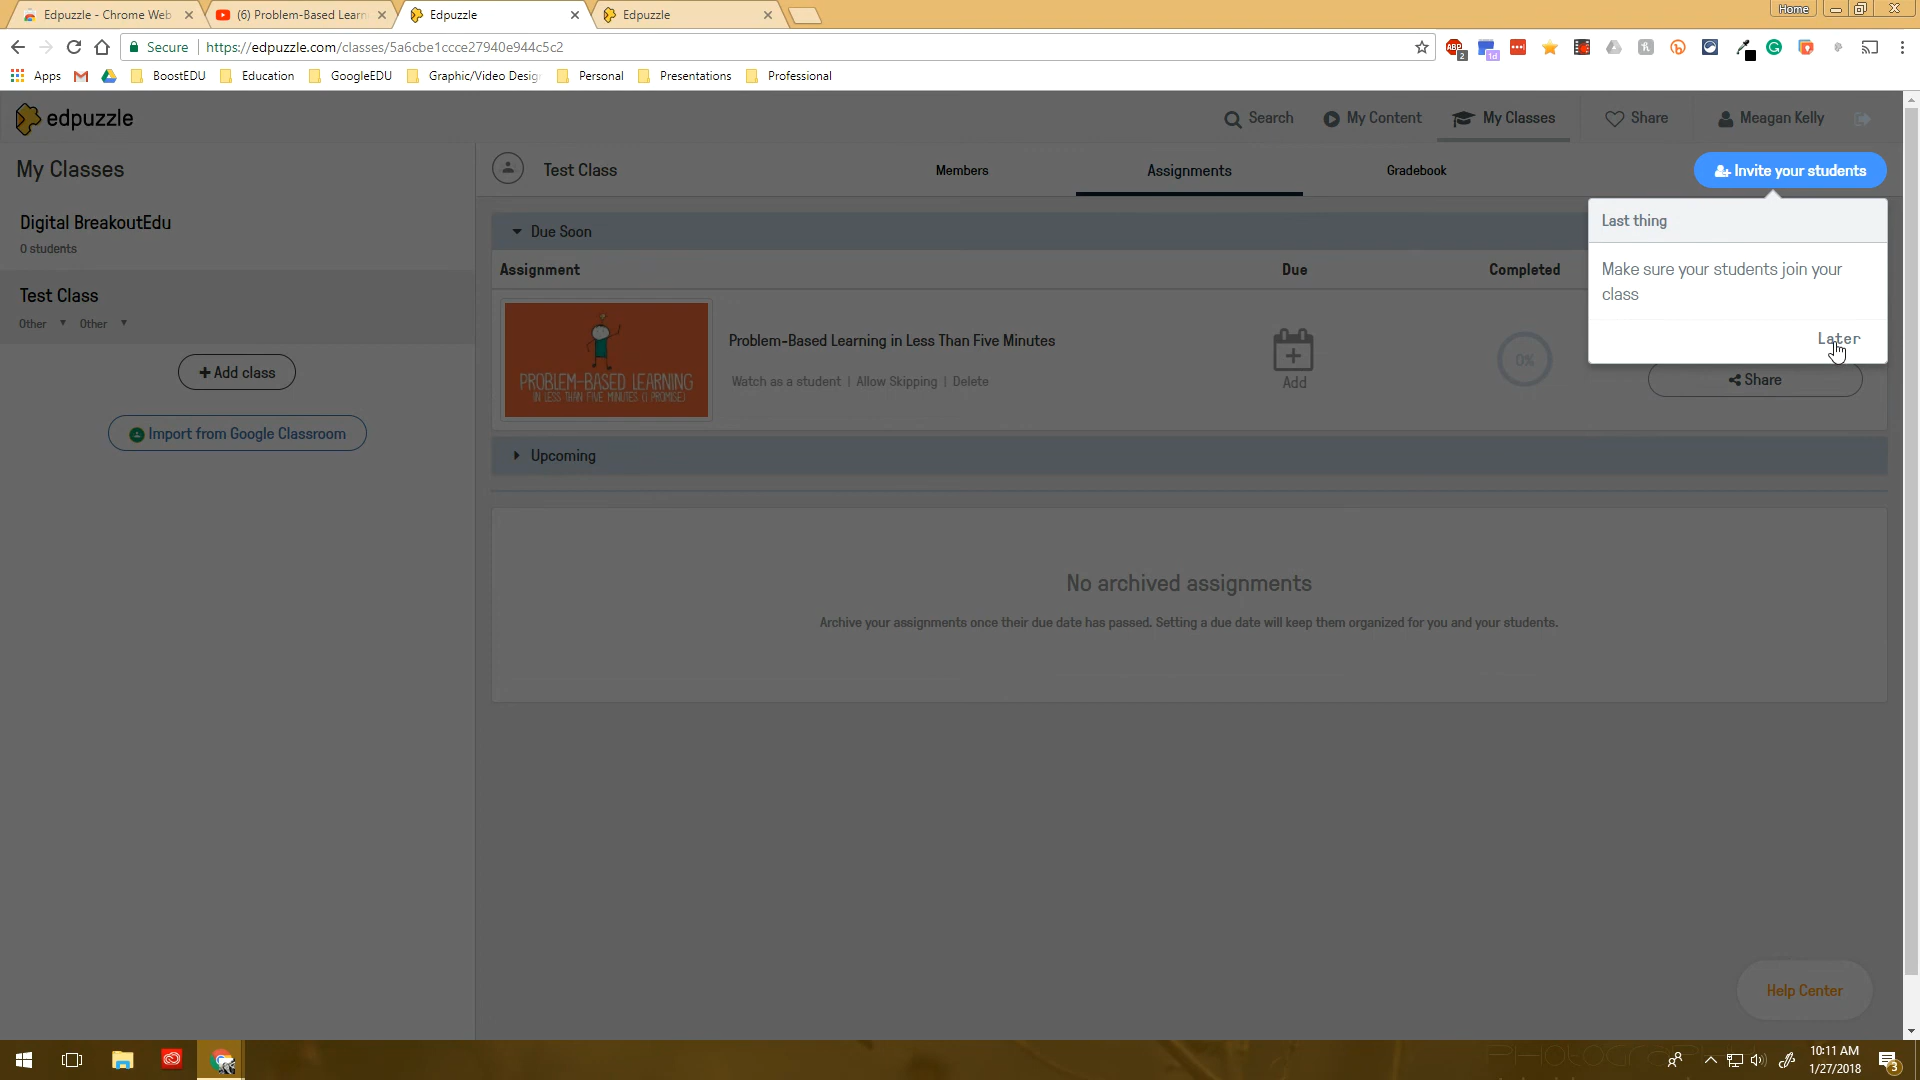 Edpuzzle - Chrome Web
(6) Problem-Based Learn
Edpuzzle
Edpuzzle
Home
Secure
https://edpuzzle.com/classes/5a6cbe1ccce27940e944c5c2
ABP
2
1d
Apps
BoostEDU
Education
GoogleEDU
Graphic/Video Desig
Personal
Presentations
Professional
edpuzzle
Search
My Content
My Classes
Share
Meagan Kelly
My Classes
Test Class
Members
Assignments
Gradebook
Invite your students
Digital BreakoutEdu
0 students
Test Class
Other
Other
+ Add class
Import from Google Classroom
Due Soon
Assignment
Due
Completed
Last thing
Make sure your students join your
class
Later
PROBLEM-BASED LEARNING
IN LESS THAN FIVE MINUTES (I PROMISE)
Problem-Based Learning in Less Than Five Minutes
Watch as a student | Allow Skipping | Delete
Add
0%
Share
Upcoming
No archived assignments
Archive your assignments once their due date has passed. Setting a due date will keep them organized for you and your students.
Help Center
10:11 AM
1/27/2018
3